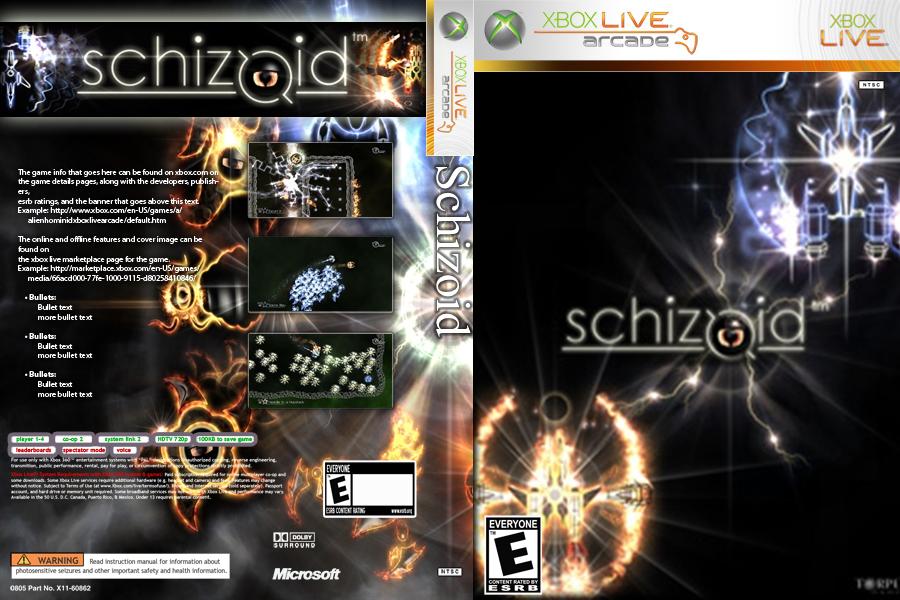 schizoid™
The game info that goes here can be found on xbox.com on
the game details pages, along with the developers, publish-
ers,
esrb ratings, and the banner that goes above this text.
Example: http://www.xbox.com/en-US/games/a/
alienhominidxboxlivearcade/default.htm
The online and offline features and cover image can be
found on
the xbox live marketplace page for the game.
Example: http://marketplace.xbox.com/en-US/games/
media/66acd000-77fe-1000-9115-d80258410846/
• Bullets:
Bullet text
more bullet text
• Bullets:
Bullet text
more bullet text
• Bullets:
Bullet text
more bullet text
player 1-4 co-op 2 system link 2 HDTV 720p 100KB to save game
leaderboards spectator mode voice
EVERYONE
E
ESRB CONTENT RATING www.esrb.org
DOLBY
SURROUND
Microsoft
WARNING Read instruction manual for information about
photosensitive seizures and other important safety and health information.
0805 Part No. X11-60862
XBOX LIVE
arcade
Schizoid
NTSC
XBOX LIVE
arcade
XBOX
LIVE
NTSC
schizoid™
EVERYONE
E
CONTENT RATED BY
ESRB